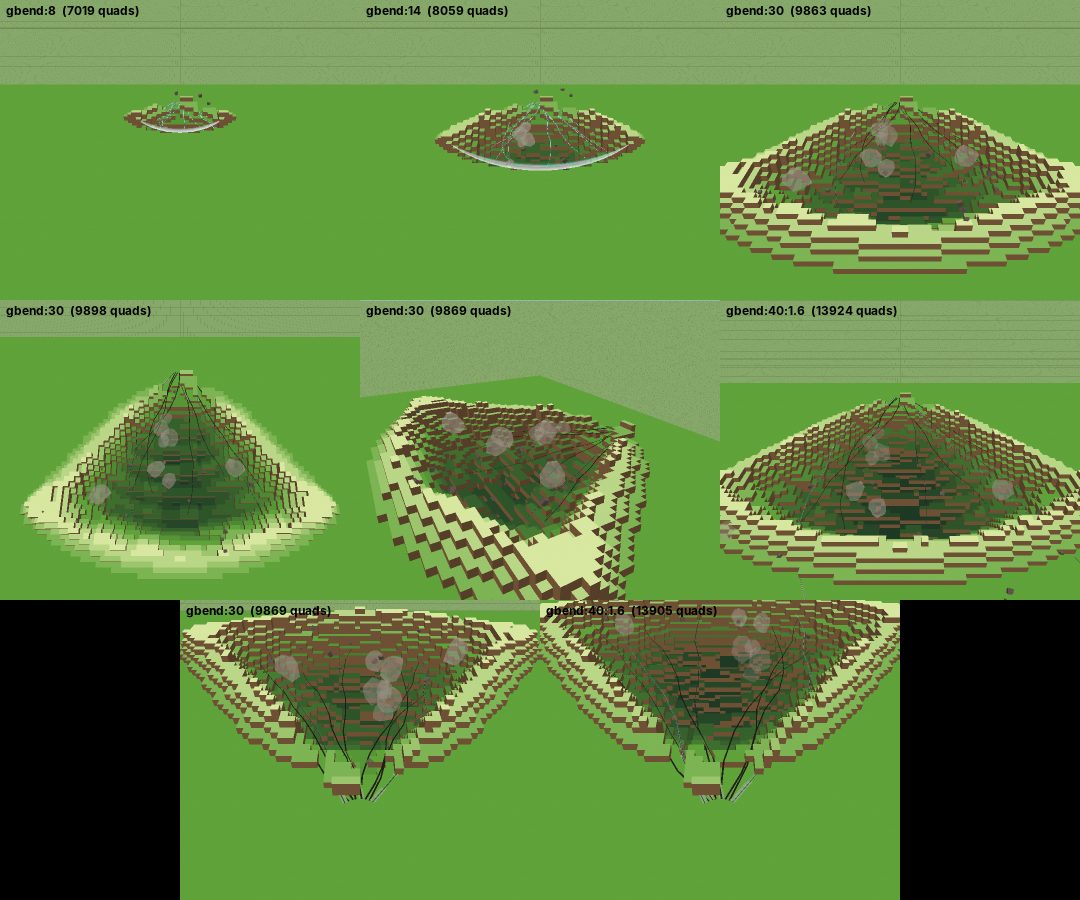 gbend:8 (7019 quads)
gbend:14 (8059 quads)
gbend:30 (9863 quads)
gbend:30 (9898 quads)
gbend:30 (9869 quads)
gbend:40:1.6 (13924 quads)
gbend:30 (9869 quads)
gbend:40:1.6 (13905 quads)